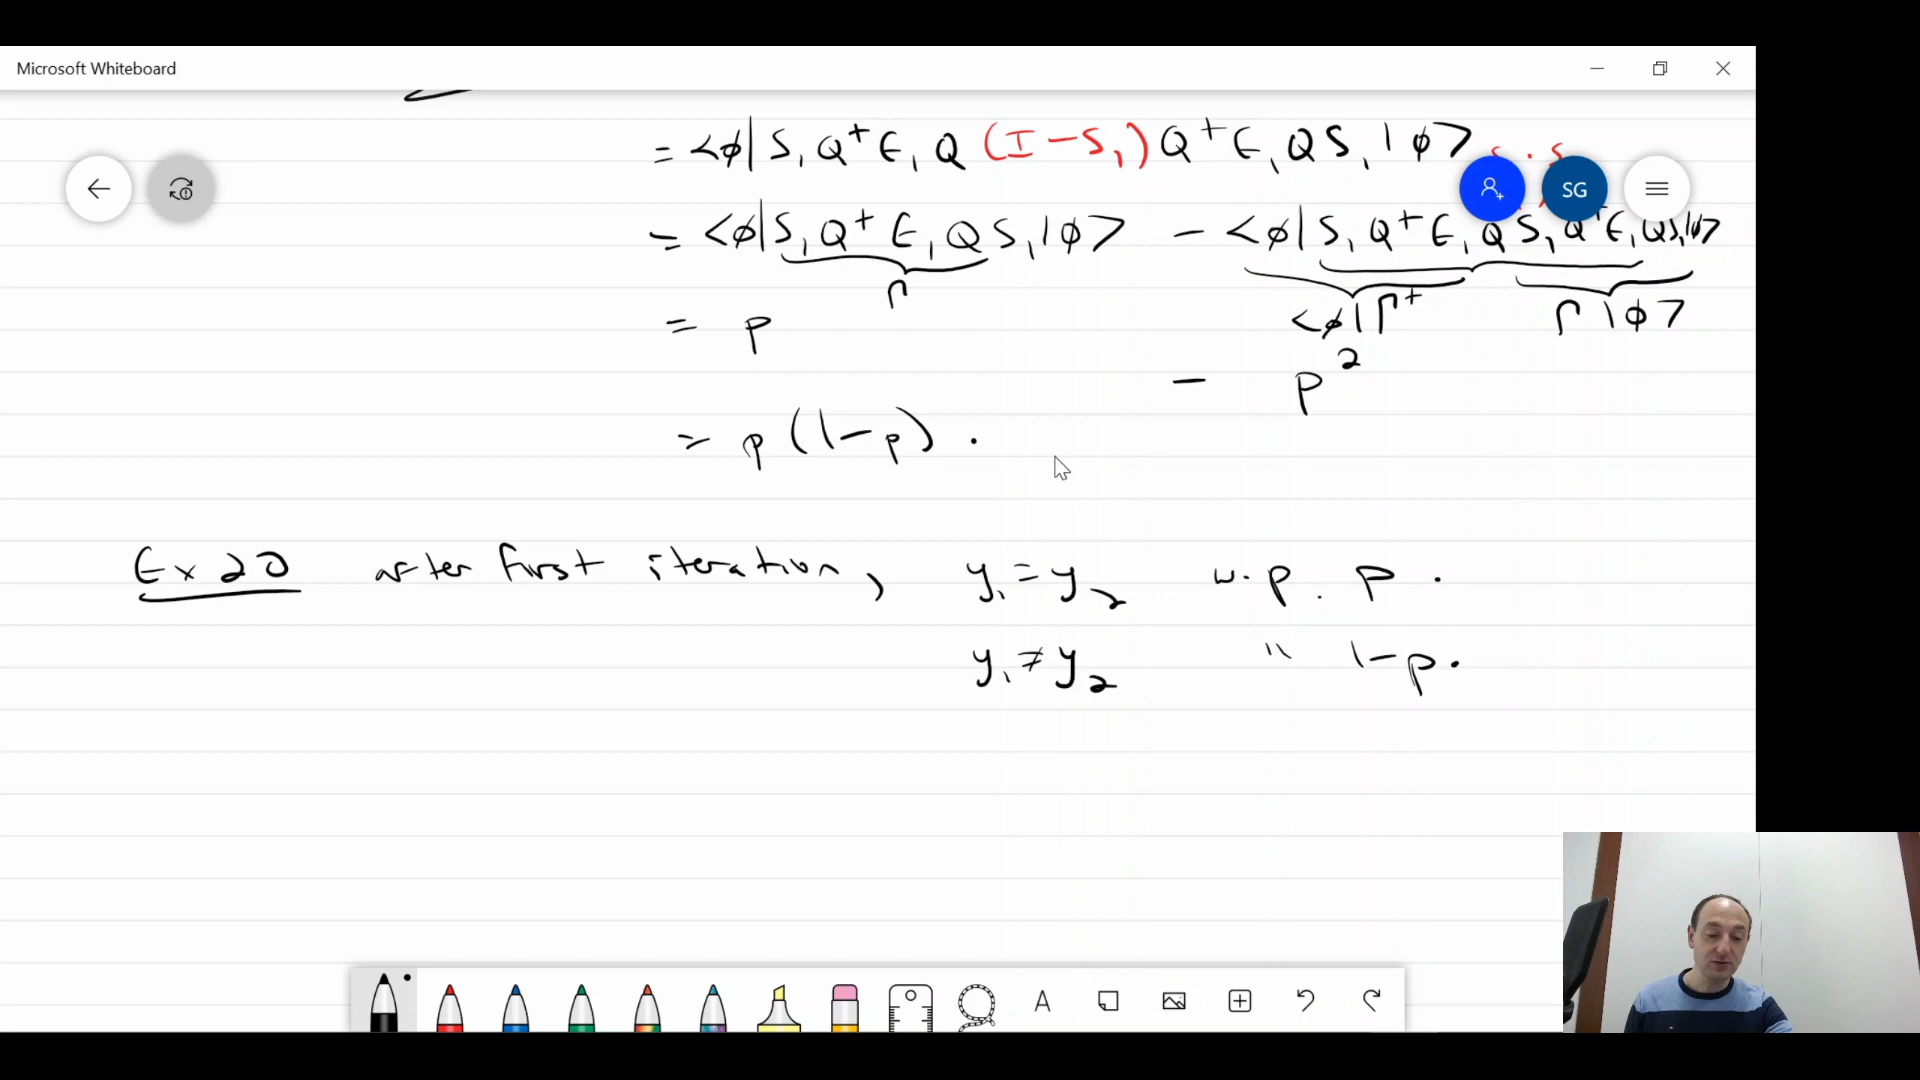 Microsoft Whiteboard
= <φ| S₁ Q⁺ E₁ Q (I - S₁) Q⁺ E₁ Q S₁ | φ>
SG
= <φ| S₁ Q⁺ E₁ Q S₁ | φ> - <φ| S₁ Q⁺ E₁ Q S₁ Q⁺ E₁ Q S₁ |φ>
Γ <φ| Γ⁺ Γ | φ>
= p
- p²
= p (1-p) .
Ex 20 after first iteration, y₁ = y₂ w.p. p .
y₁ ≠ y₂ " 1-p.
A